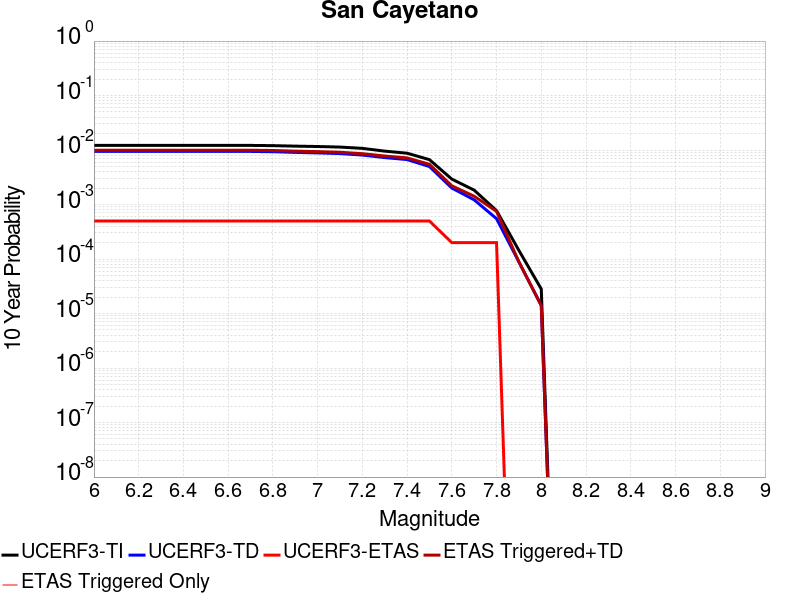 San Cayetano
10 0
10 -1
10 -2
10 -3
10 -4
10 -5
10 -6
10 -7
10 -8
10 Year Probability
6 6.2 6.4 6.6 6.8 7 7.2 7.4 7.6 7.8 8 8.2 8.4 8.6 8.8 9
Magnitude
UCERF3-TI UCERF3-TD UCERF3-ETAS ETAS Triggered+TD
ETAS Triggered Only